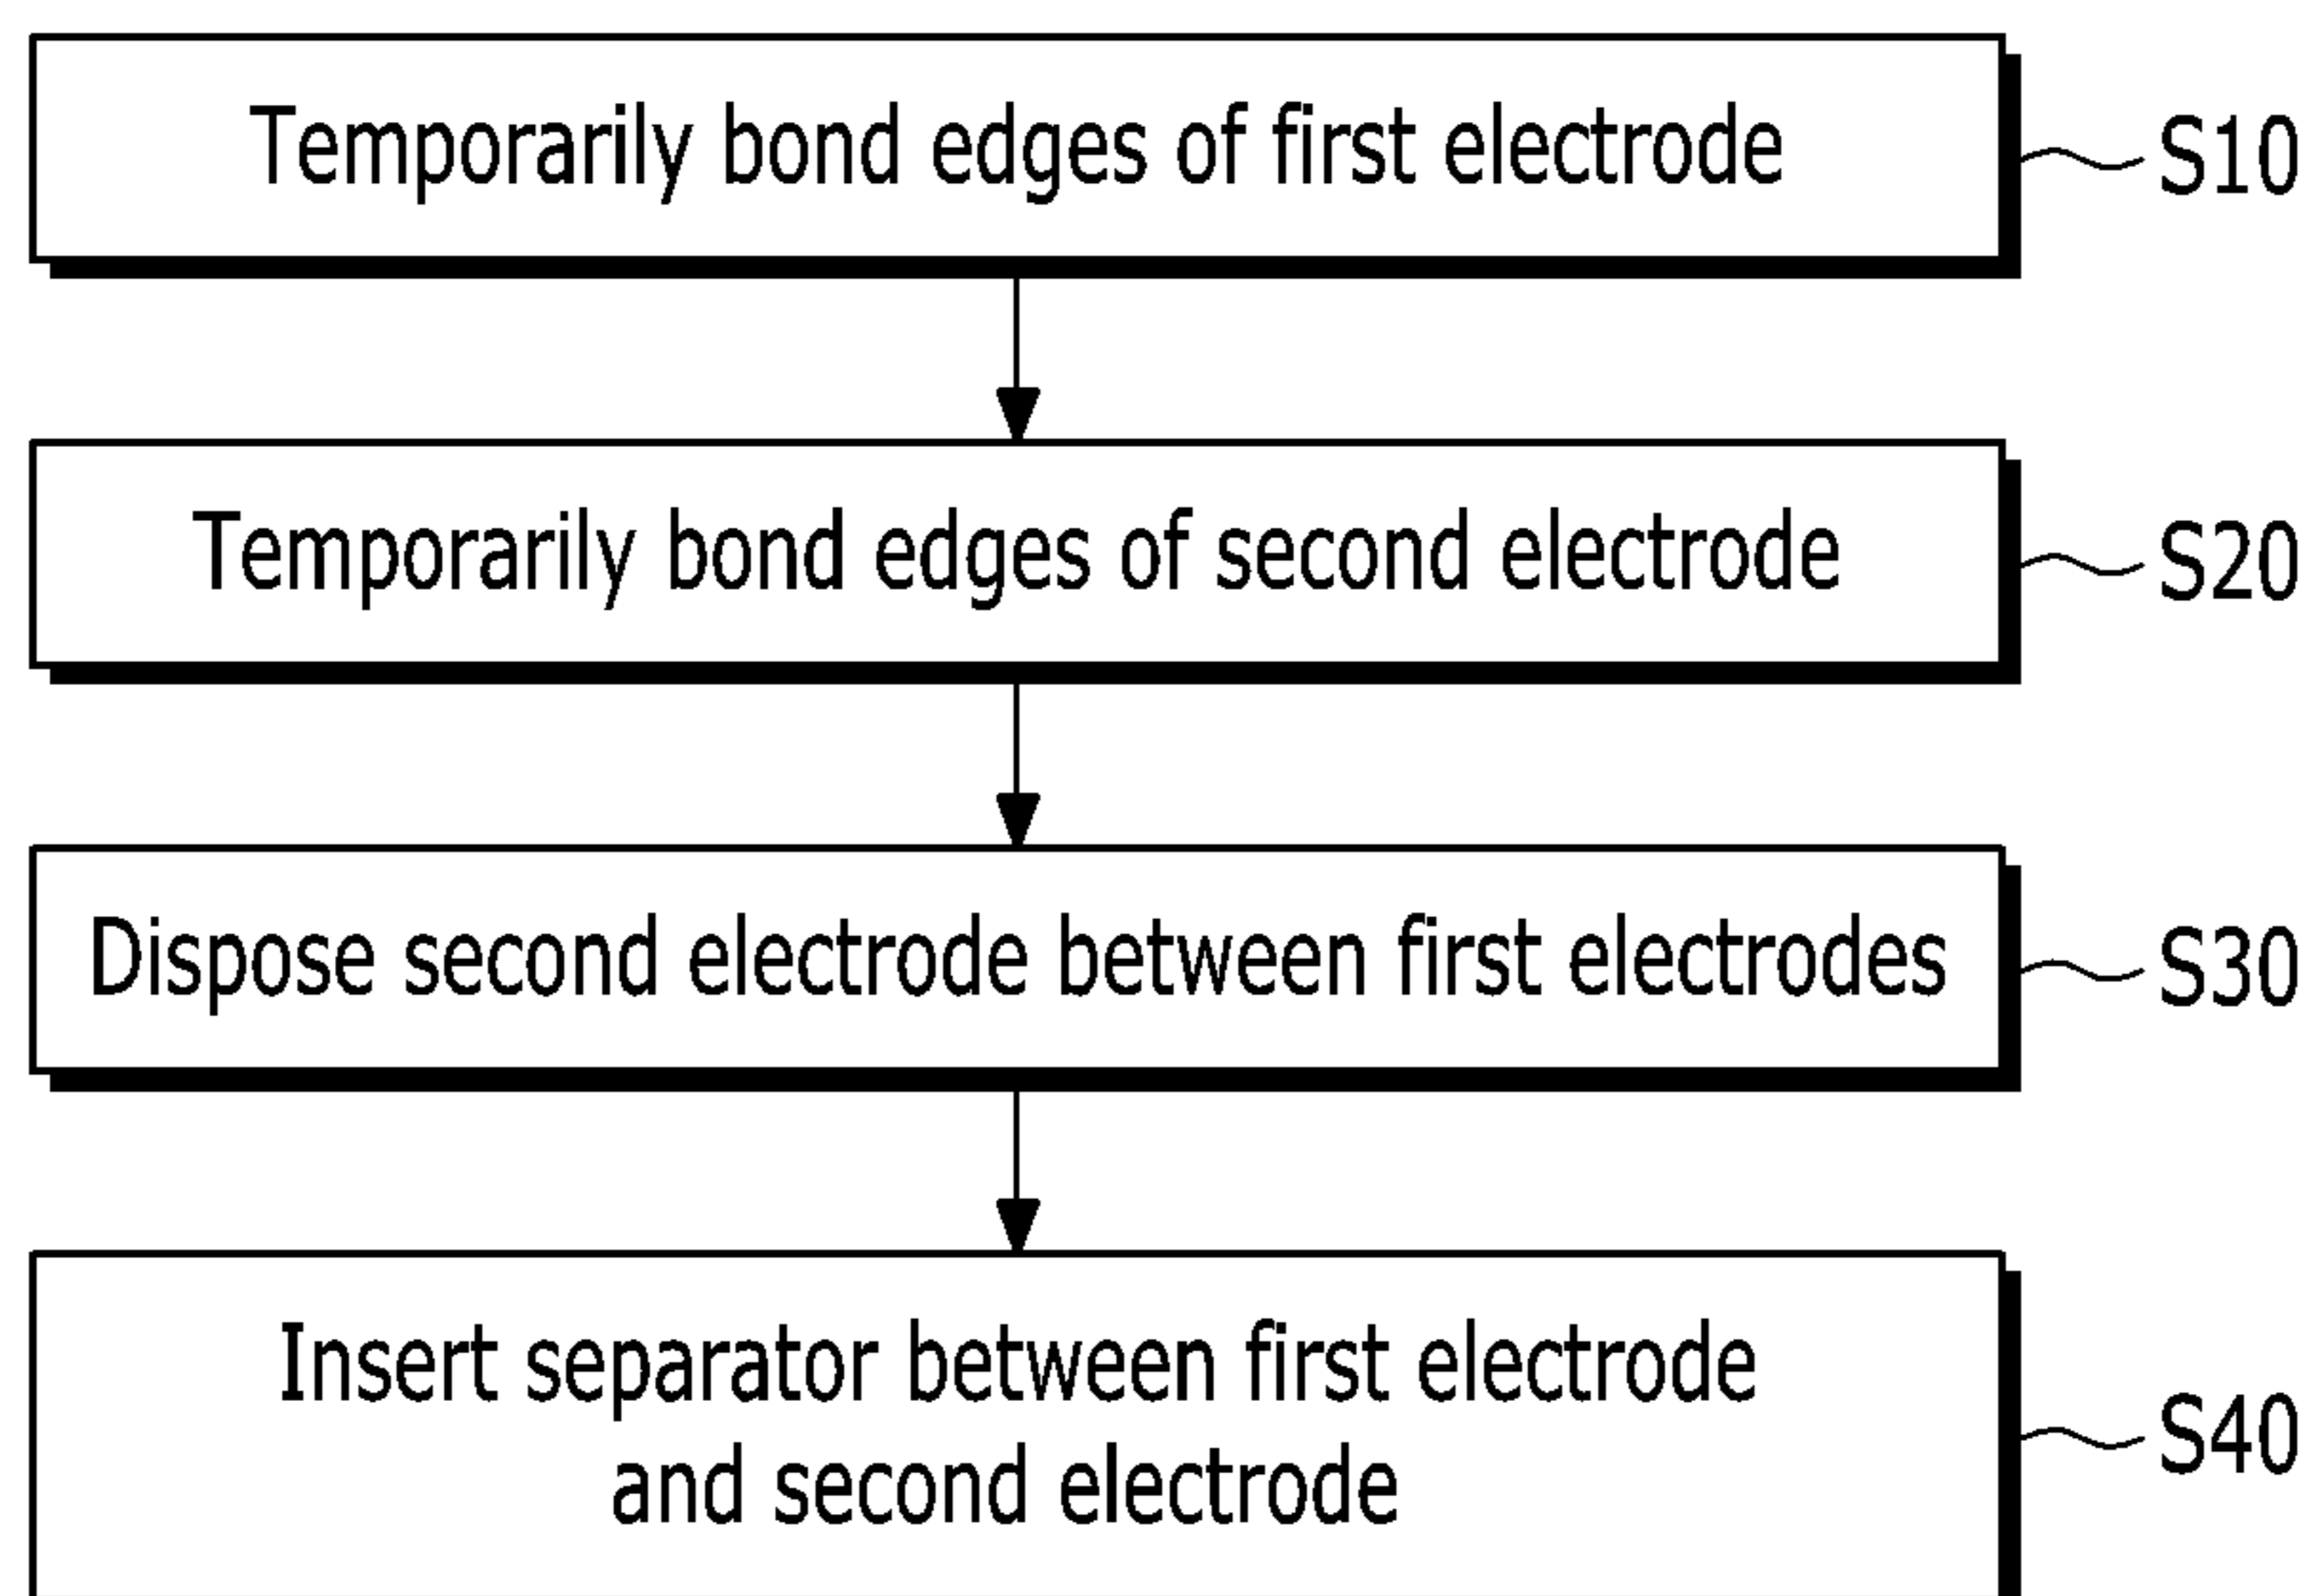 Temporarily bond edges of first electrode
S10
Temporarily bond edges of second electrode
S20
Dispose second electrode between first electrodes
S30
Insert separator between first electrode
and second electrode
S40